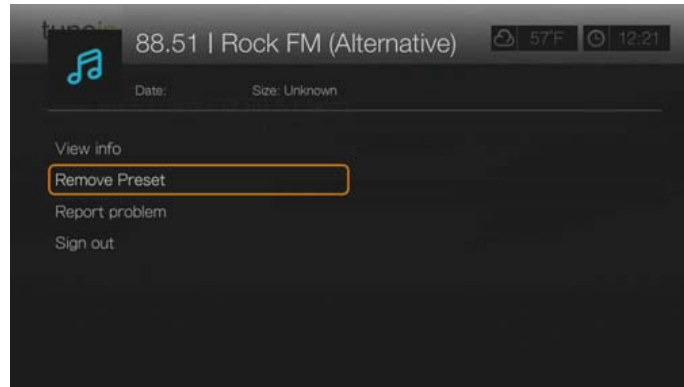 tunein
88.51 | Rock FM (Alternative)
57°F
12:21
Date:
Size: Unknown
View info
Remove Preset
Report problem
Sign out